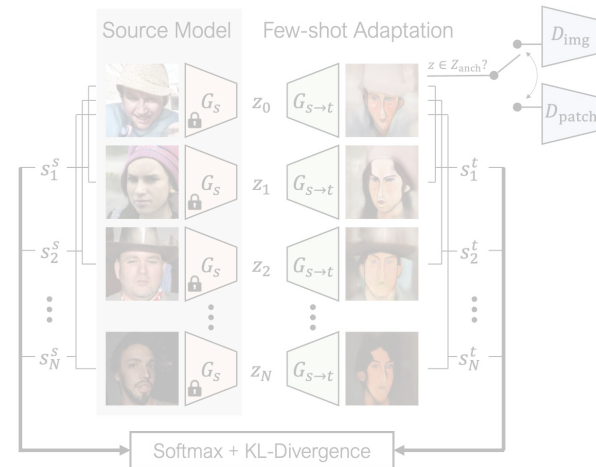 Source Model
Few-shot Adaptation
D_img
z ∈ Z_anch?
G_s
z_0
G_{s→t}
D_patch
s_1^s
G_s
z_1
G_{s→t}
s_1^t
s_2^s
G_s
z_2
G_{s→t}
s_2^t
s_N^s
G_s
z_N
G_{s→t}
s_N^t
Softmax + KL-Divergence